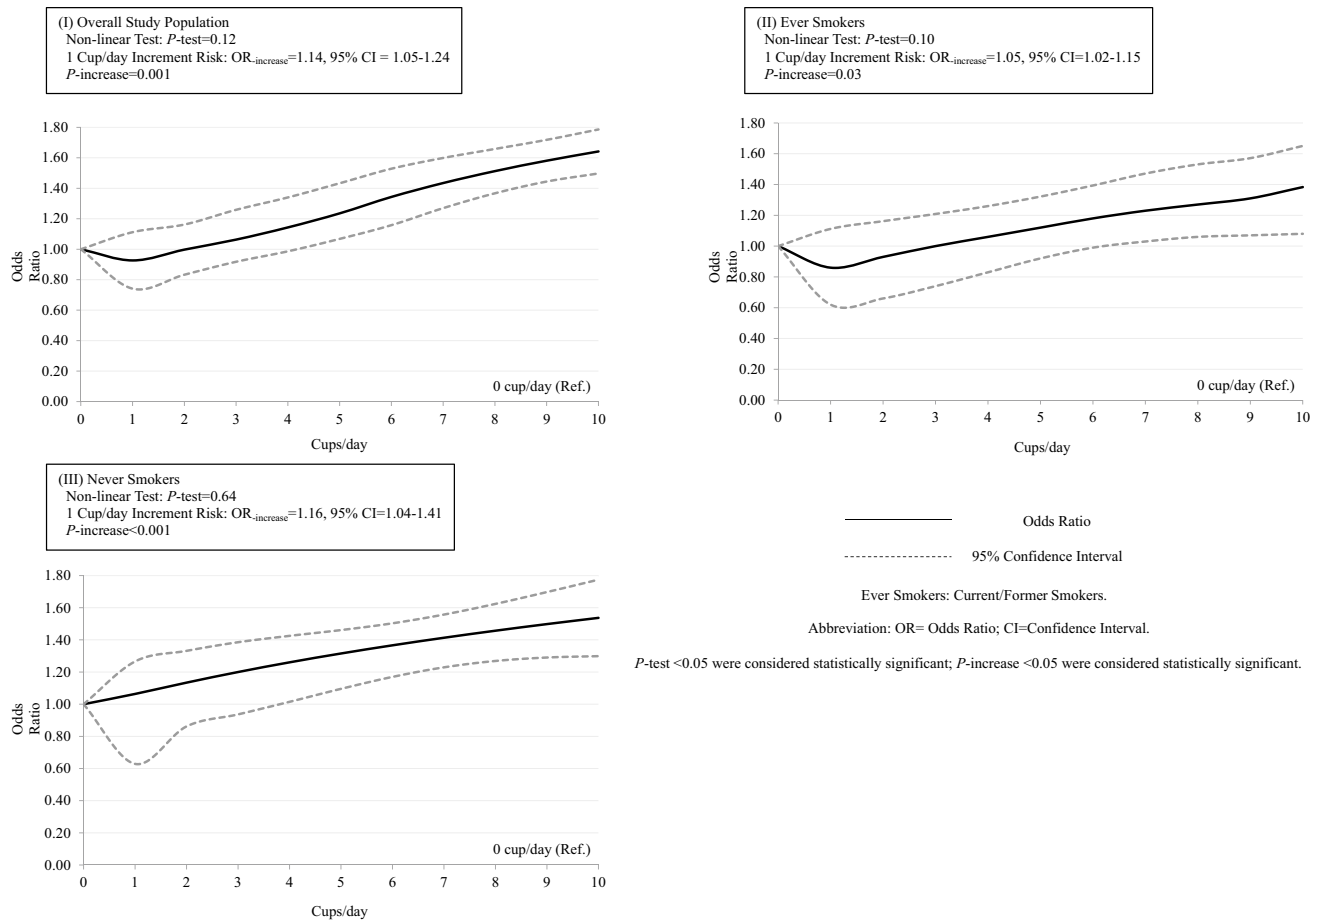 (I) Overall Study Population
Non-linear Test: P-test=0.12
1 Cup/day Increment Risk: OR-increase=1.14, 95% CI = 1.05-1.24
P-increase=0.001
1.80
1.60
1.40
1.20
1.00
0.80
0.60
0.40
0.20
0.00
Odds
Ratio
0 cup/day (Ref.)
0 1 2 3 4 5 6 7 8 9 10
Cups/day
(II) Ever Smokers
Non-linear Test: P-test=0.10
1 Cup/day Increment Risk: OR-increase=1.05, 95% CI=1.02-1.15
P-increase=0.03
1.80
1.60
1.40
1.20
1.00
0.80
0.60
0.40
0.20
0.00
Odds
Ratio
0 cup/day (Ref.)
0 1 2 3 4 5 6 7 8 9 10
Cups/day
(III) Never Smokers
Non-linear Test: P-test=0.64
1 Cup/day Increment Risk: OR-increase=1.16, 95% CI=1.04-1.41
P-increase<0.001
1.80
1.60
1.40
1.20
1.00
0.80
0.60
0.40
0.20
0.00
Odds
Ratio
0 cup/day (Ref.)
0 1 2 3 4 5 6 7 8 9 10
Cups/day
Odds Ratio
95% Confidence Interval
Ever Smokers: Current/Former Smokers.
Abbreviation: OR= Odds Ratio; CI=Confidence Interval.
P-test <0.05 were considered statistically significant; P-increase <0.05 were considered statistically significant.